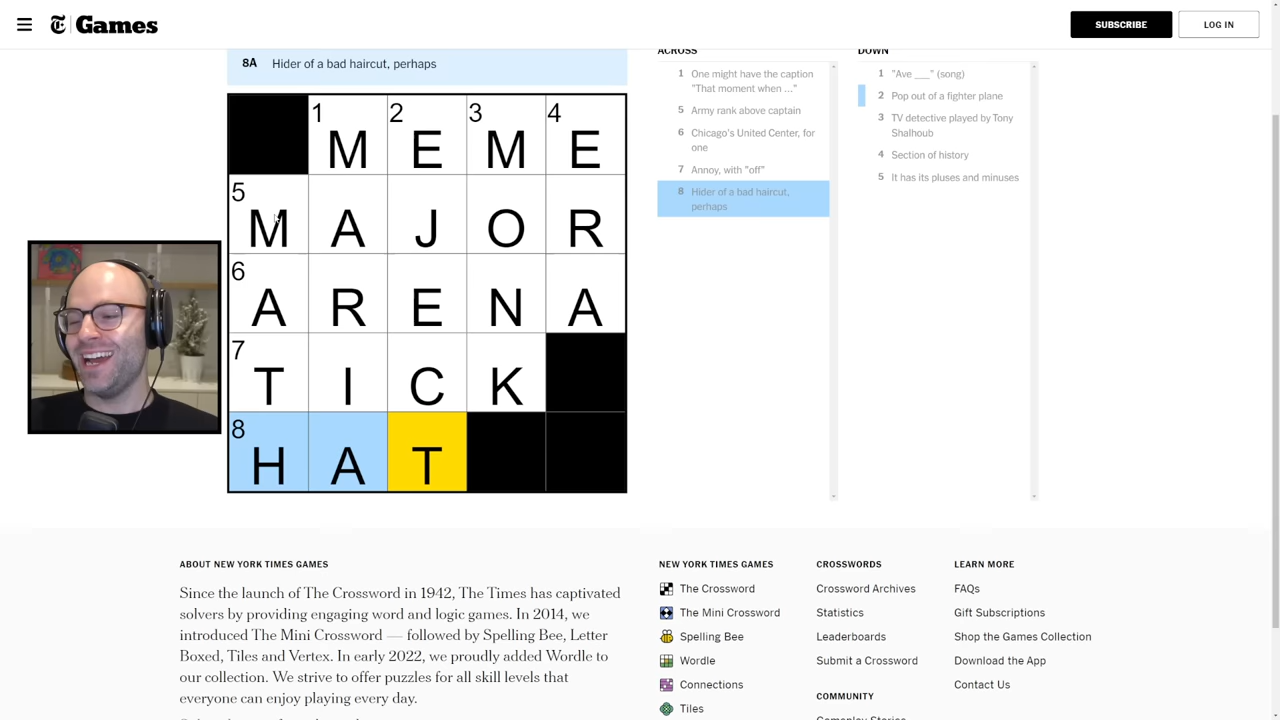 T Games
SUBSCRIBE
LOG IN
8A Hider of a bad haircut, perhaps
1 M 2 E 3 M 4 E
5 M A J O R
6 A R E N A
7 T I C K
8 H A T
ACROSS
1 One might have the caption
"That moment when ..."
5 Army rank above captain
6 Chicago's United Center, for
one
7 Annoy, with "off"
8 Hider of a bad haircut,
perhaps
DOWN
1 "Ave ___" (song)
2 Pop out of a fighter plane
3 TV detective played by Tony
Shalhoub
4 Section of history
5 It has its pluses and minuses
ABOUT NEW YORK TIMES GAMES
Since the launch of The Crossword in 1942, The Times has captivated
solvers by providing engaging word and logic games. In 2014, we
introduced The Mini Crossword — followed by Spelling Bee, Letter
Boxed, Tiles and Vertex. In early 2022, we proudly added Wordle to
our collection. We strive to offer puzzles for all skill levels that
everyone can enjoy playing every day.
NEW YORK TIMES GAMES
The Crossword
The Mini Crossword
Spelling Bee
Wordle
Connections
Tiles
CROSSWORDS
Crossword Archives
Statistics
Leaderboards
Submit a Crossword
COMMUNITY
Gameplay Stories
LEARN MORE
FAQs
Gift Subscriptions
Shop the Games Collection
Download the App
Contact Us